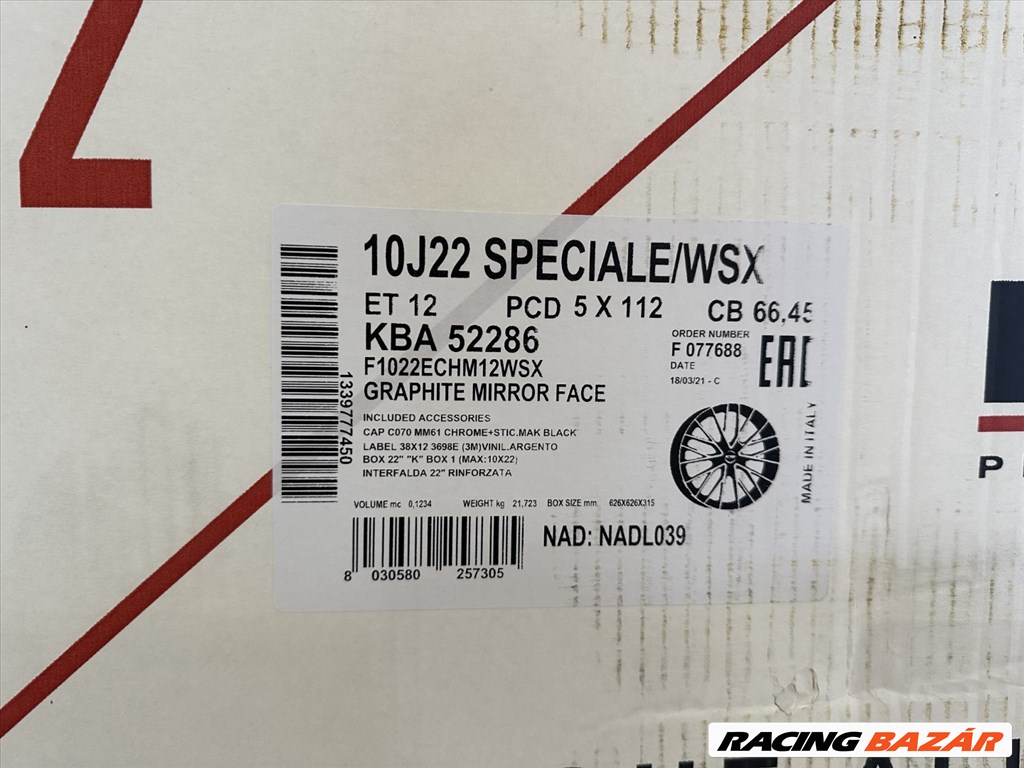 10J22 SPECIALE/WSX
ET 12 PCD 5 X 112 CB 66,45
KBA 52286
F1022ECHM12WSX
GRAPHITE MIRROR FACE
ORDER NUMBER
F 077688
DATE
18/03/21 - C
EAC
INCLUDED ACCESSORIES
CAP C070 MM61 CHROME+STIC.MAK BLACK
LABEL 38X12 3698E (3M)VINIL.ARGENTO
BOX 22" "K" BOX 1 (MAX:10X22)
INTERFALDA 22" RINFORZATA
1339777450
MADE IN ITALY
VOLUME mc 0,1234 WEIGHT kg 21,723 BOX SIZE mm 626X626X315
NAD: NADL039
8 030580 257305
P
RACING BAZÁR